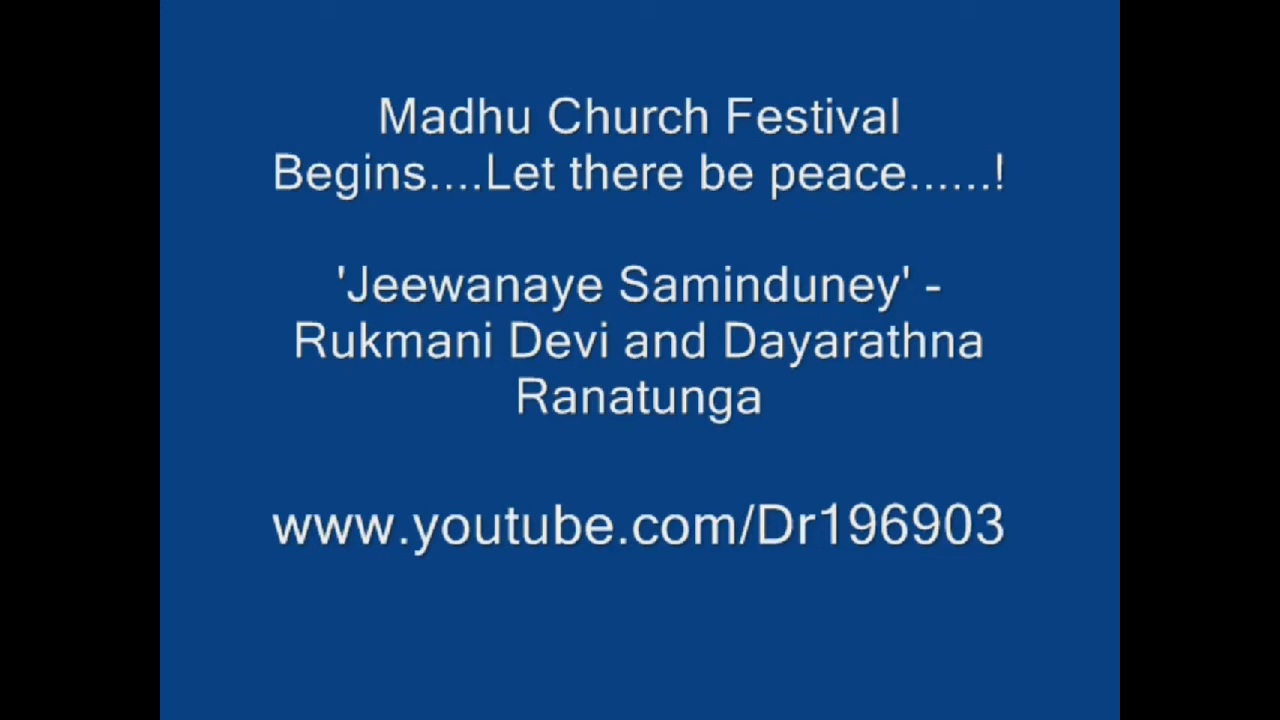 Madhu Church Festival
Begins....Let there be peace......!
'Jeewanaye Saminduney' -
Rukmani Devi and Dayarathna
Ranatunga
www.youtube.com/Dr196903